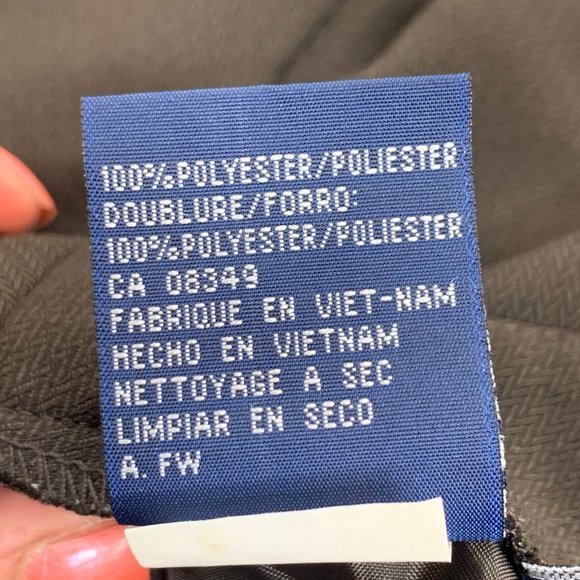 100%POLYESTER/POLIESTER
DOUBLURE/FORRO:
100%POLYESTER/POLIESTER
CA 08349
FABRIQUE EN VIET-NAM
HECHO EN VIETNAM
NETTOYAGE A SEC
LIMPIAR EN SECO
A. FW